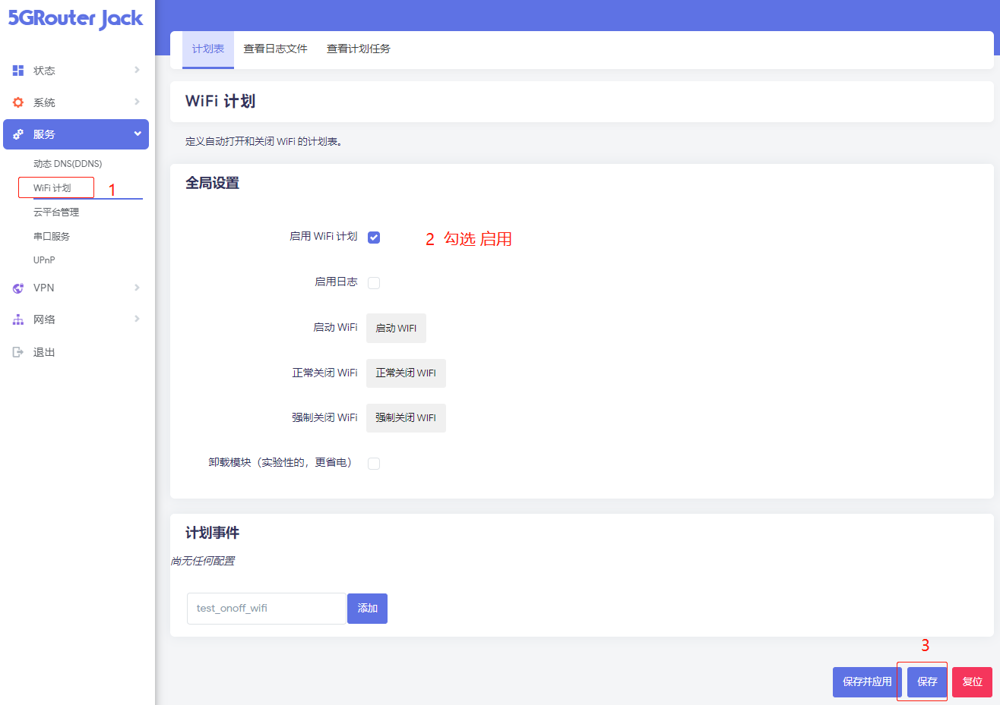 5GRouter Jack
状态
系统
服务
动态 DNS(DDNS)
WiFi 计划
1
云平台管理
串口服务
UPnP
VPN
网络
退出
计划表 查看日志文件 查看计划任务
WiFi 计划
定义自动打开和关闭 WiFi 的计划表。
全局设置
启用 WiFi 计划
2 勾选 启用
启用日志
启动 WiFi 启动 WIFI
正常关闭 WiFi 正常关闭 WIFI
强制关闭 WiFi 强制关闭 WIFI
卸载模块（实验性的，更省电）
计划事件
尚无任何配置
test_onoff_wifi 添加
3
保存并应用 保存 复位